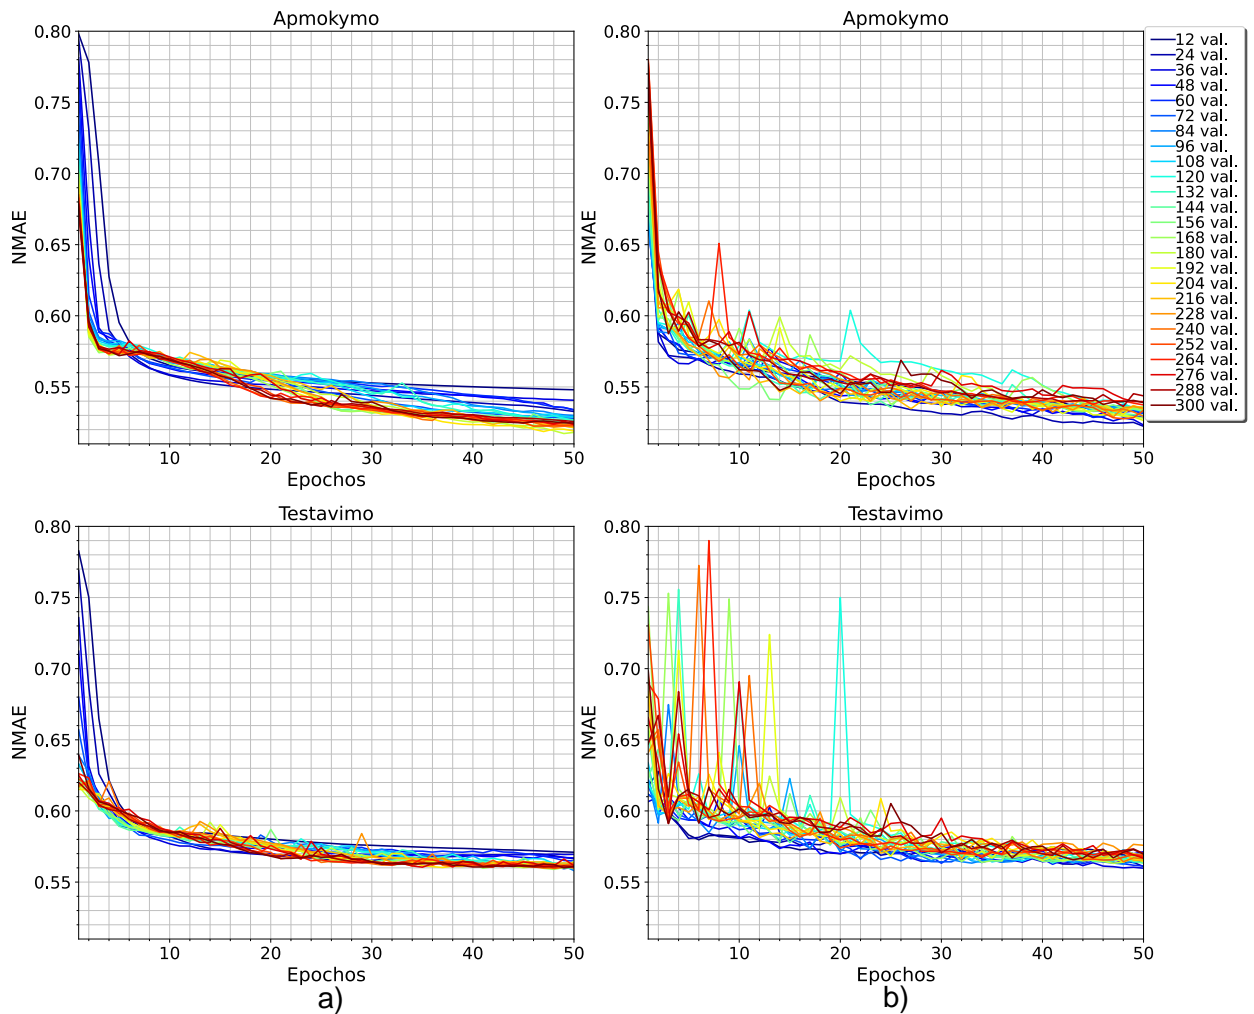 Apmokymo
0.80
0.75
0.70
0.65
0.60
0.55
NMAE
10 20 30 40 50
Epochos
Apmokymo
0.80
0.75
0.70
0.65
0.60
0.55
NMAE
10 20 30 40 50
Epochos
12 val.
24 val.
36 val.
48 val.
60 val.
72 val.
84 val.
96 val.
108 val.
120 val.
132 val.
144 val.
156 val.
168 val.
180 val.
192 val.
204 val.
216 val.
228 val.
240 val.
252 val.
264 val.
276 val.
288 val.
300 val.
Testavimo
0.80
0.75
0.70
0.65
0.60
0.55
NMAE
10 20 30 40 50
Epochos
a)
Testavimo
0.80
0.75
0.70
0.65
0.60
0.55
NMAE
10 20 30 40 50
Epochos
b)